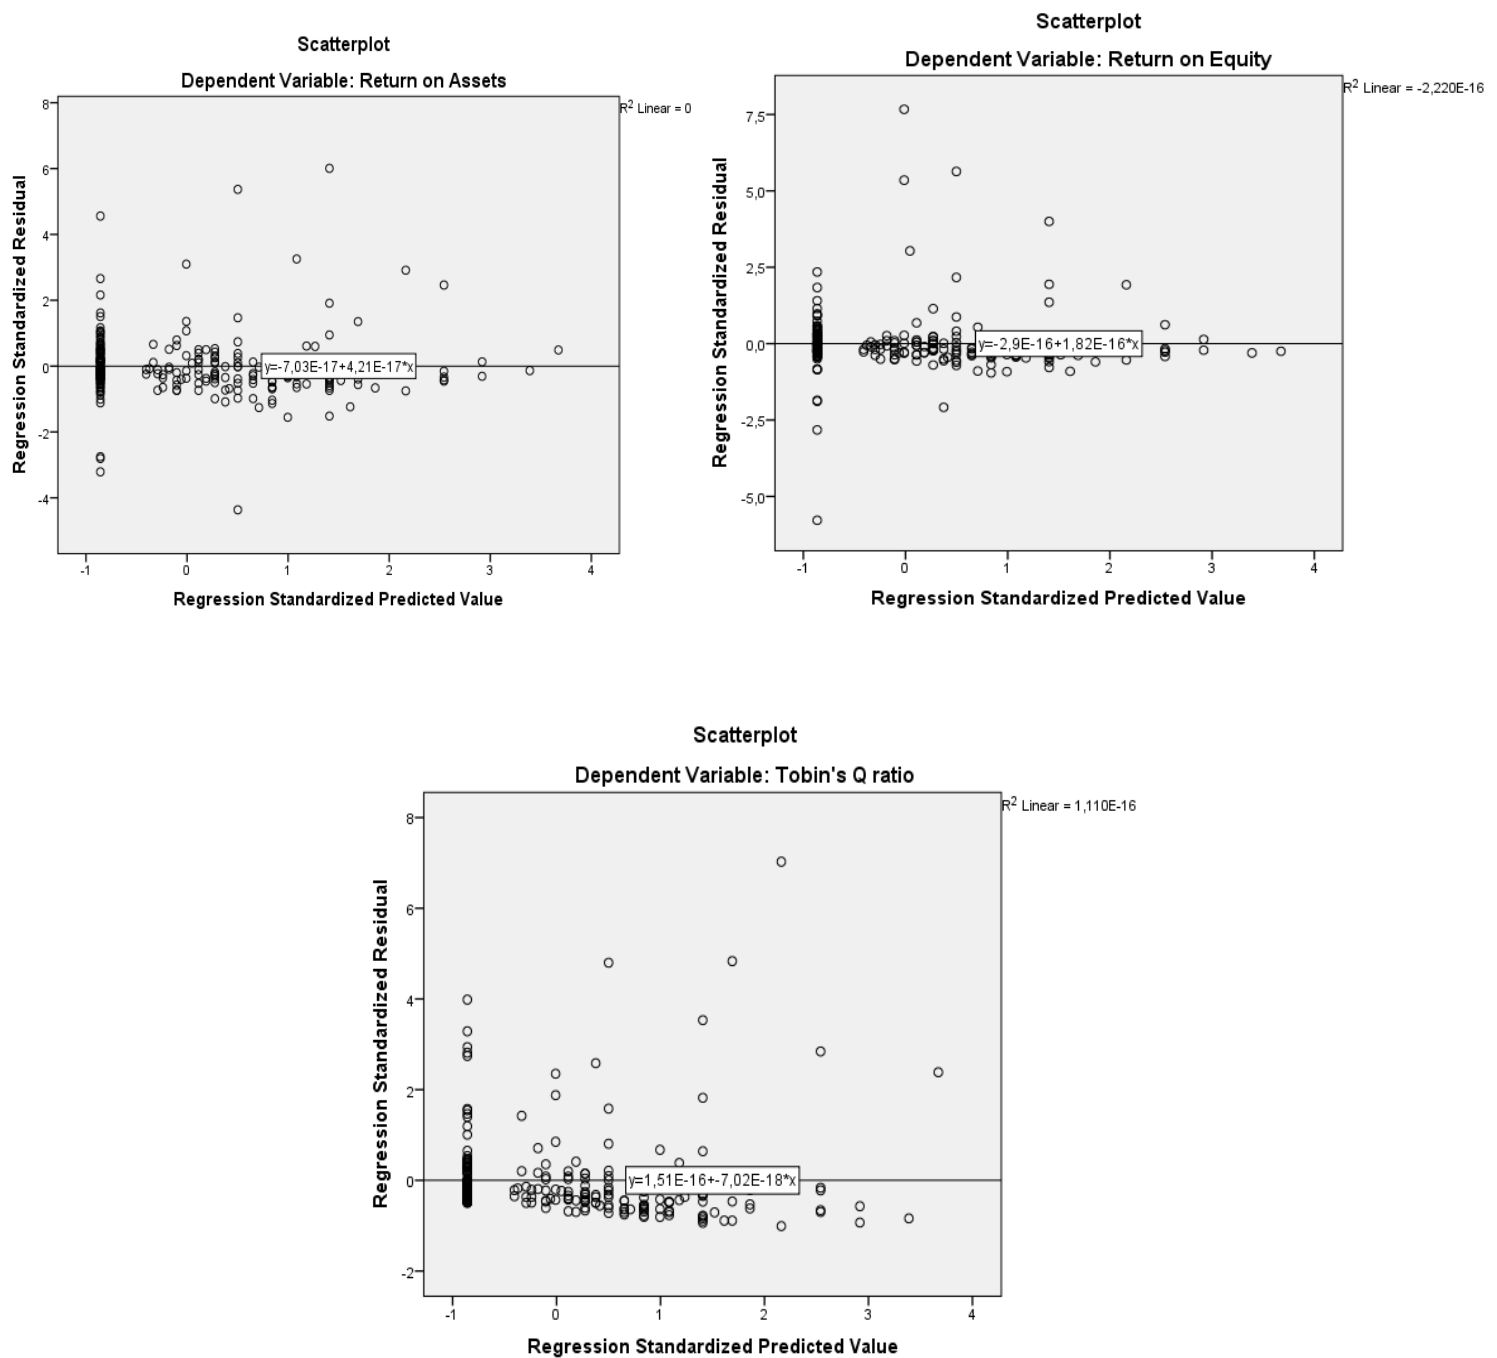 Scatterplot
Dependent Variable: Return on Assets
R2 Linear = 0
8
6
4
2
0
-2
-4
Regression Standardized Residual
y=-7,03E-17+4,21E-17*x
-1 0 1 2 3 4
Regression Standardized Predicted Value
Scatterplot
Dependent Variable: Return on Equity
R2 Linear = -2,220E-16
7,5
5,0
2,5
0,0
-2,5
-5,0
Regression Standardized Residual
y=-2,9E-16+1,82E-16*x
-1 0 1 2 3 4
Regression Standardized Predicted Value
Scatterplot
Dependent Variable: Tobin's Q ratio
R2 Linear = 1,110E-16
8
6
4
2
0
-2
Regression Standardized Residual
y=1,51E-16+-7,02E-18*x
-1 0 1 2 3 4
Regression Standardized Predicted Value